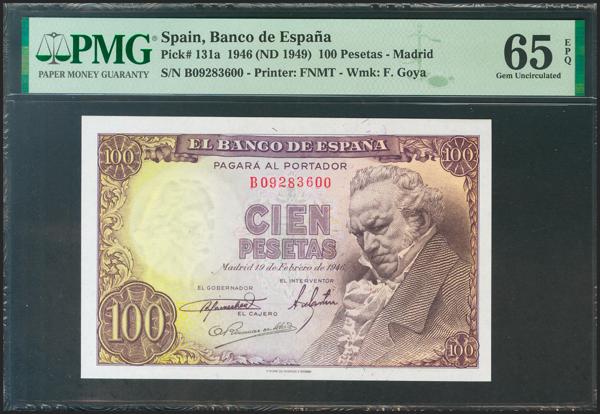 PMG
PAPER MONEY GUARANTY
Spain, Banco de España
Pick# 131a 1946 (ND 1949) 100 Pesetas - Madrid
S/N B09283600 - Printer: FNMT - Wmk: F. Goya
65 EPQ
Gem Uncirculated
EL BANCO DE ESPAÑA
100
100
PAGARÁ AL PORTADOR
B09283600
CIEN
PESETAS
Madrid 19 de Febrero de 1946
EL GOBERNADOR
EL INTERVENTOR
EL CAJERO
100
100